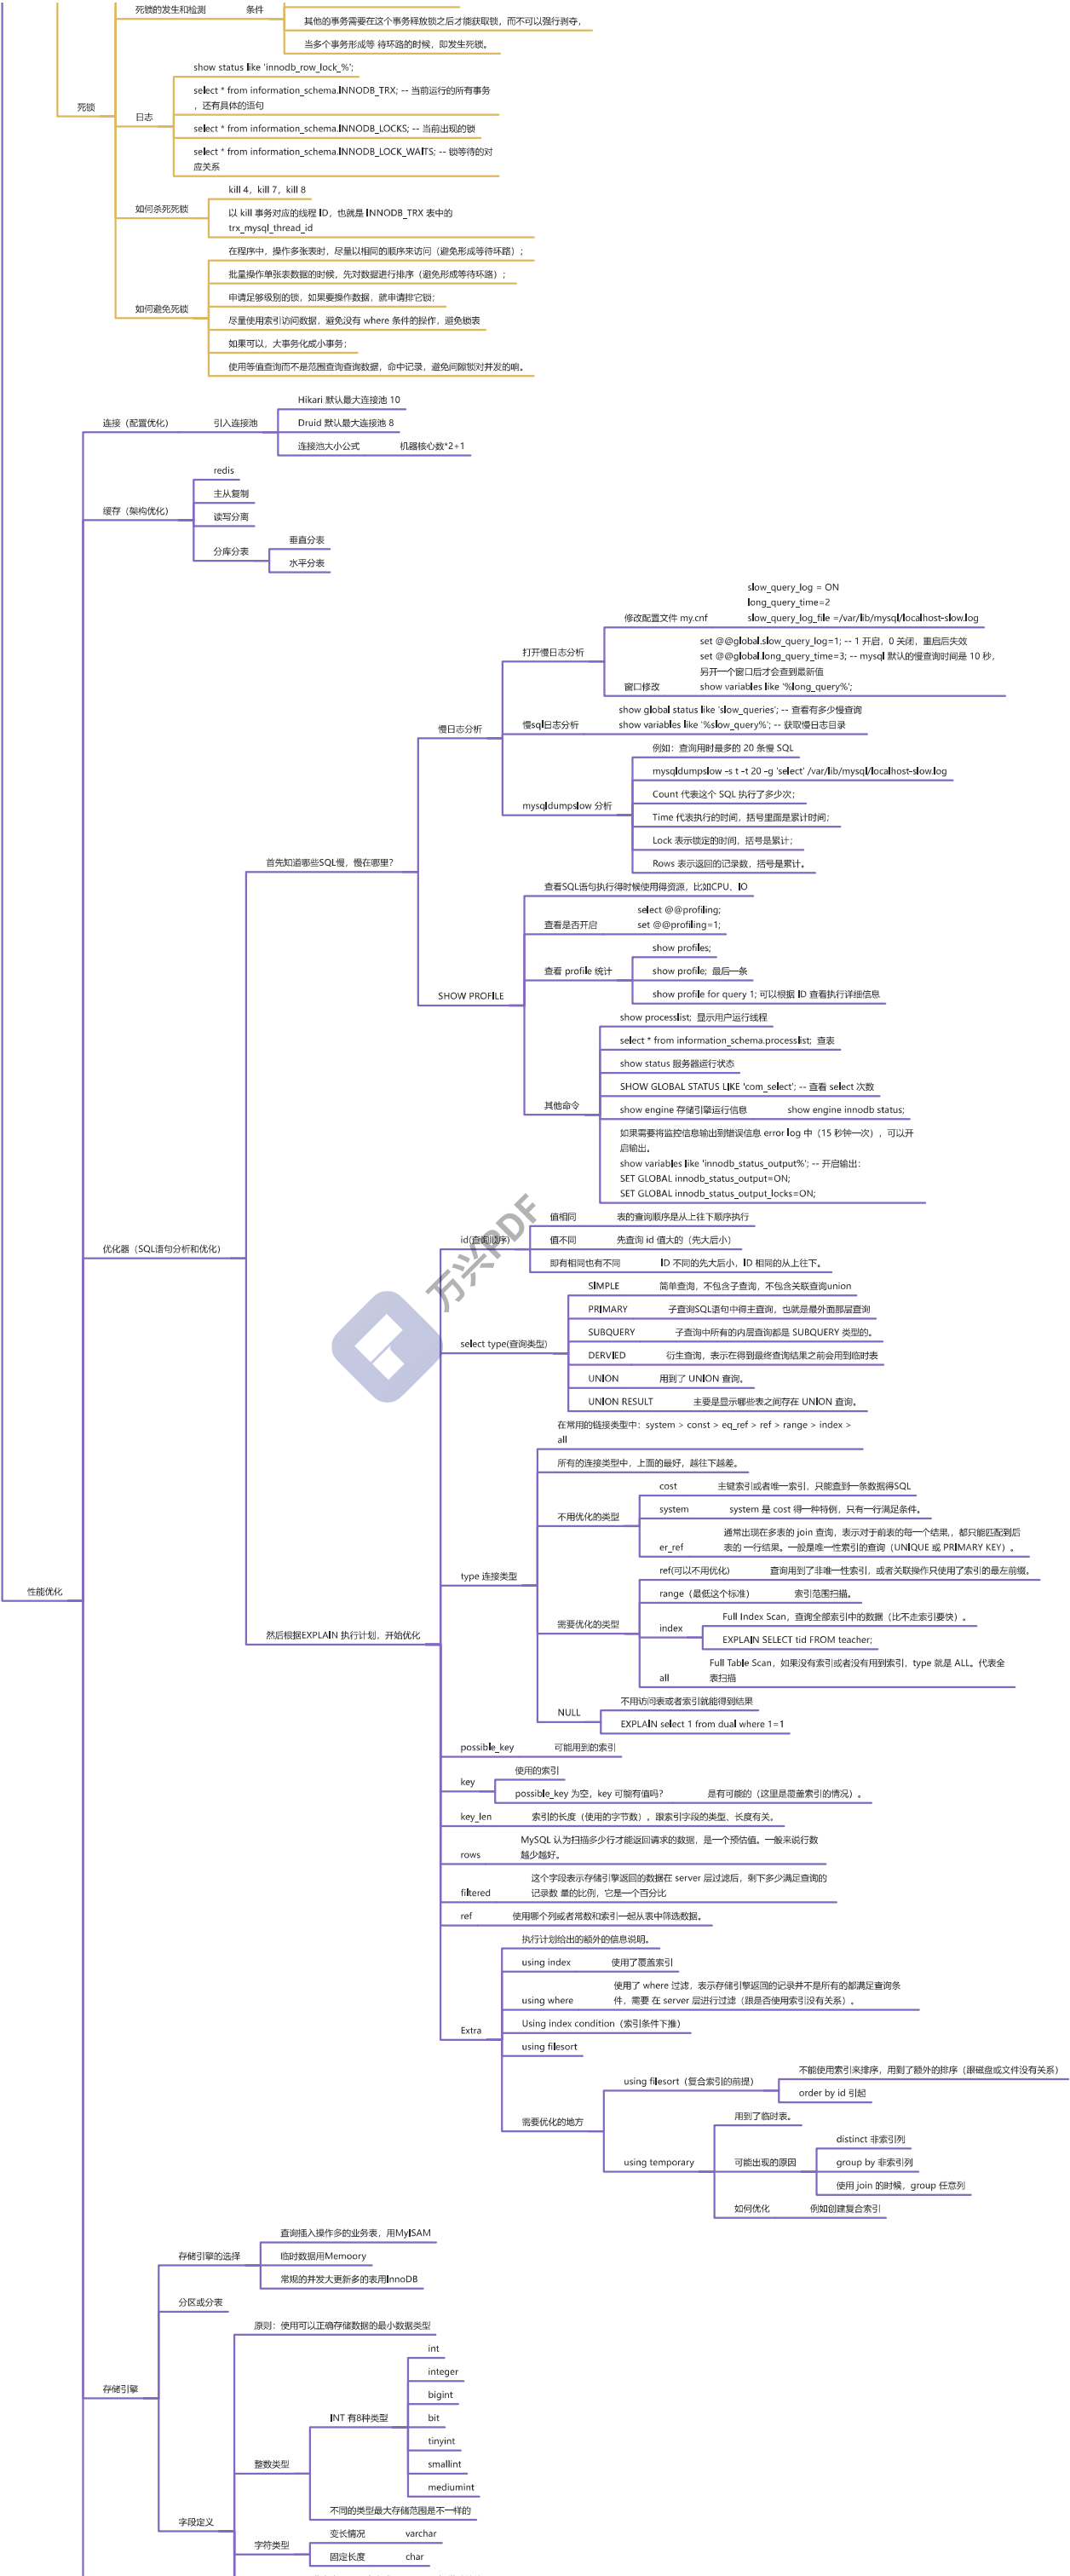 死锁的发生和检测
条件
其他的事务需要在这个事务释放锁之后才能获取锁，而不可以强行剥夺，
当多个事务形成等 待环路的时候，即发生死锁。
死锁
日志
show status like 'innodb_row_lock_%';
select * from information_schema.INNODB_TRX; -- 当前运行的所有事务
，还有具体的语句
select * from information_schema.INNODB_LOCKS; -- 当前出现的锁
select * from information_schema.INNODB_LOCK_WAITS; -- 锁等待的对
应关系
如何杀死死锁
kill 4，kill 7，kill 8
以 kill 事务对应的线程 ID，也就是 INNODB_TRX 表中的
trx_mysql_thread_id
如何避免死锁
在程序中，操作多张表时，尽量以相同的顺序来访问（避免形成等待环路）；
批量操作单张表数据的时候，先对数据进行排序（避免形成等待环路）；
申请足够级别的锁，如果要操作数据，就申请排它锁；
尽量使用索引访问数据，避免没有 where 条件的操作，避免锁表
如果可以，大事务化成小事务；
使用等值查询而不是范围查询查询数据，命中记录，避免间隙锁对并发的响。
连接（配置优化）
引入连接池
Hikari 默认最大连接池 10
Druid 默认最大连接池 8
连接池大小公式
机器核心数*2+1
缓存（架构优化）
redis
主从复制
读写分离
分库分表
垂直分表
水平分表
性能优化
优化器（SQL语句分析和优化）
首先知道哪些SQL慢，慢在哪里？
慢日志分析
打开慢日志分析
修改配置文件 my.cnf
slow_query_log = ON
long_query_time=2
slow_query_log_file =/var/lib/mysql/localhost-slow.log
窗口修改
set @@global.slow_query_log=1; -- 1 开启，0 关闭，重启后失效
set @@global.long_query_time=3; -- mysql 默认的慢查询时间是 10 秒，
另开一个窗口后才会查到最新值
show variables like '%long_query%';
慢sql日志分析
show global status like 'slow_queries'; -- 查看有多少慢查询
show variables like '%slow_query%'; -- 获取慢日志目录
mysqldumpslow 分析
例如：查询用时最多的 20 条慢 SQL
mysqldumpslow -s t -t 20 -g 'select' /var/lib/mysql/localhost-slow.log
Count 代表这个 SQL 执行了多少次；
Time 代表执行的时间，括号里面是累计时间；
Lock 表示锁定的时间，括号是累计；
Rows 表示返回的记录数，括号是累计。
SHOW PROFILE
查看SQL语句执行得时候使用得资源，比如CPU、IO
查看是否开启
select @@profiling;
set @@profiling=1;
查看 profile 统计
show profiles;
show profile; 最后一条
show profile for query 1; 可以根据 ID 查看执行详细信息
其他命令
show processlist; 显示用户运行线程
select * from information_schema.processlist; 查表
show status 服务器运行状态
SHOW GLOBAL STATUS LIKE 'com_select'; -- 查看 select 次数
show engine 存储引擎运行信息
show engine innodb status;
如果需要将监控信息输出到错误信息 error log 中（15 秒钟一次），可以开
启输出。
show variables like 'innodb_status_output%'; -- 开启输出：
SET GLOBAL innodb_status_output=ON;
SET GLOBAL innodb_status_output_locks=ON;
万兴PDF
然后根据EXPLAIN 执行计划，开始优化
id(查询顺序)
值相同
表的查询顺序是从上往下顺序执行
值不同
先查询 id 值大的（先大后小）
即有相同也有不同
ID 不同的先大后小，ID 相同的从上往下。
select type(查询类型)
SIMPLE
简单查询，不包含子查询，不包含关联查询union
PRIMARY
子查询SQL语句中得主查询，也就是最外面那层查询
SUBQUERY
子查询中所有的内层查询都是 SUBQUERY 类型的。
DERVIED
衍生查询，表示在得到最终查询结果之前会用到临时表
UNION
用到了 UNION 查询。
UNION RESULT
主要是显示哪些表之间存在 UNION 查询。
type 连接类型
在常用的链接类型中：system > const > eq_ref > ref > range > index >
all
所有的连接类型中，上面的最好，越往下越差。
不用优化的类型
cost
主键索引或者唯一索引，只能查到一条数据得SQL
system
system 是 cost 得一种特例，只有一行满足条件。
er_ref
通常出现在多表的 join 查询，表示对于前表的每一个结果，，都只能匹配到后
表的 一行结果。一般是唯一性索引的查询（UNIQUE 或 PRIMARY KEY）。
需要优化的类型
ref(可以不用优化)
查询用到了非唯一性索引，或者关联操作只使用了索引的最左前缀。
range（最低这个标准）
索引范围扫描。
index
Full Index Scan，查询全部索引中的数据（比不走索引要快）。
EXPLAIN SELECT tid FROM teacher;
all
Full Table Scan，如果没有索引或者没有用到索引，type 就是 ALL。代表全
表扫描
NULL
不用访问表或者索引就能得到结果
EXPLAIN select 1 from dual where 1=1
possible_key
可能用到的索引
key
使用的索引
possible_key 为空，key 可能有值吗？
是有可能的（这里是覆盖索引的情况）。
key_len
索引的长度（使用的字节数）。跟索引字段的类型、长度有关。
rows
MySQL 认为扫描多少行才能返回请求的数据，是一个预估值。一般来说行数
越少越好。
filtered
这个字段表示存储引擎返回的数据在 server 层过滤后，剩下多少满足查询的
记录数 量的比例，它是一个百分比
ref
使用哪个列或者常数和索引一起从表中筛选数据。
Extra
执行计划给出的额外的信息说明。
using index
使用了覆盖索引
using where
使用了 where 过滤，表示存储引擎返回的记录并不是所有的都满足查询条
件，需要 在 server 层进行过滤（跟是否使用索引没有关系）。
Using index condition（索引条件下推）
using filesort
需要优化的地方
using filesort（复合索引的前提）
不能使用索引来排序，用到了额外的排序（跟磁盘或文件没有关系）
order by id 引起
using temporary
用到了临时表。
可能出现的原因
distinct 非索引列
group by 非索引列
使用 join 的时候，group 任意列
如何优化
例如创建复合索引
存储引擎
存储引擎的选择
查询插入操作多的业务表，用MyISAM
临时数据用Memoory
常规的并发大更新多的表用InnoDB
分区或分表
字段定义
原则：使用可以正确存储数据的最小数据类型
整数类型
INT 有8种类型
int
integer
bigint
bit
tinyint
smallint
mediumint
不同的类型最大存储范围是不一样的
字符类型
变长情况
varchar
固定长度
char